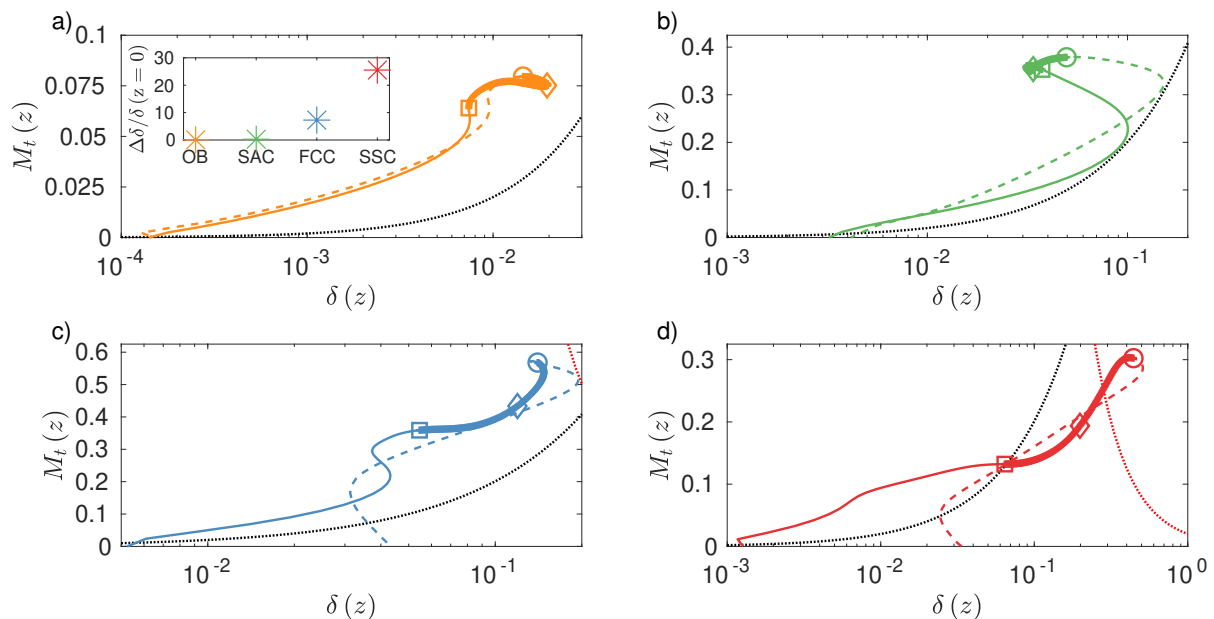 a)
0.1
0.075
0.05
0.025
0
M_t (z)
30
20
10
0
Δδ/δ (z = 0)
OB SAC FCC SSC
10^-4 10^-3 10^-2
δ (z)
b)
0.4
0.3
0.2
0.1
0
M_t (z)
10^-3 10^-2 10^-1
δ (z)
c)
0.6
0.5
0.4
0.3
0.2
0.1
0
M_t (z)
10^-2 10^-1
δ (z)
d)
0.3
0.2
0.1
0
M_t (z)
10^-3 10^-2 10^-1 10^0
δ (z)